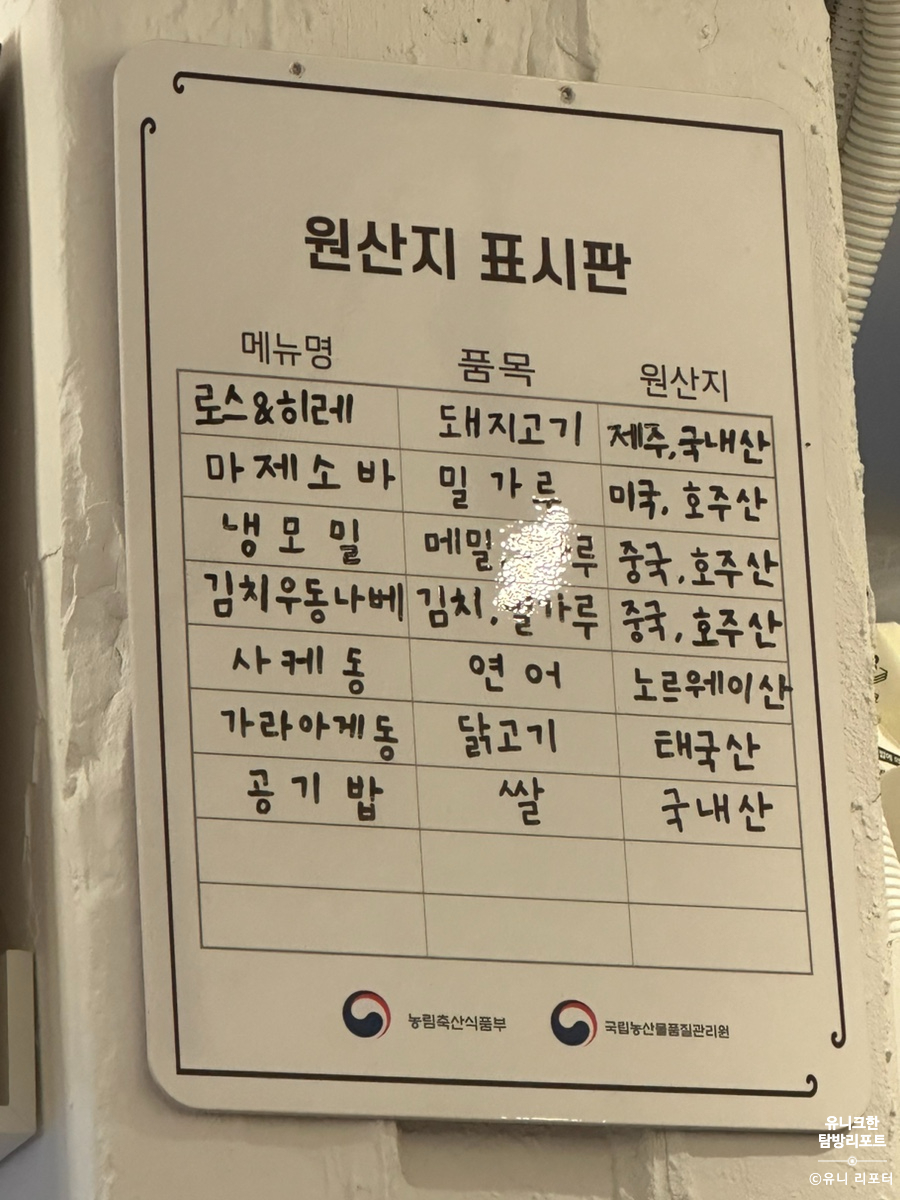 원산지 표시판
메뉴명 품목 원산지
로스&히레 돼지고기 제주,국내산
마제소바 밀가루 미국, 호주산
냉모밀 메밀, 중국,호주산
김치우동나베 김치, 밀가루 중국,호주산
사케동 연어 노르웨이산
가라아게동 닭고기 태국산
공기밥 쌀 국내산
농림축산식품부 국립농산물품질관리원
유니크한
탐방리포트
©유니 리포터